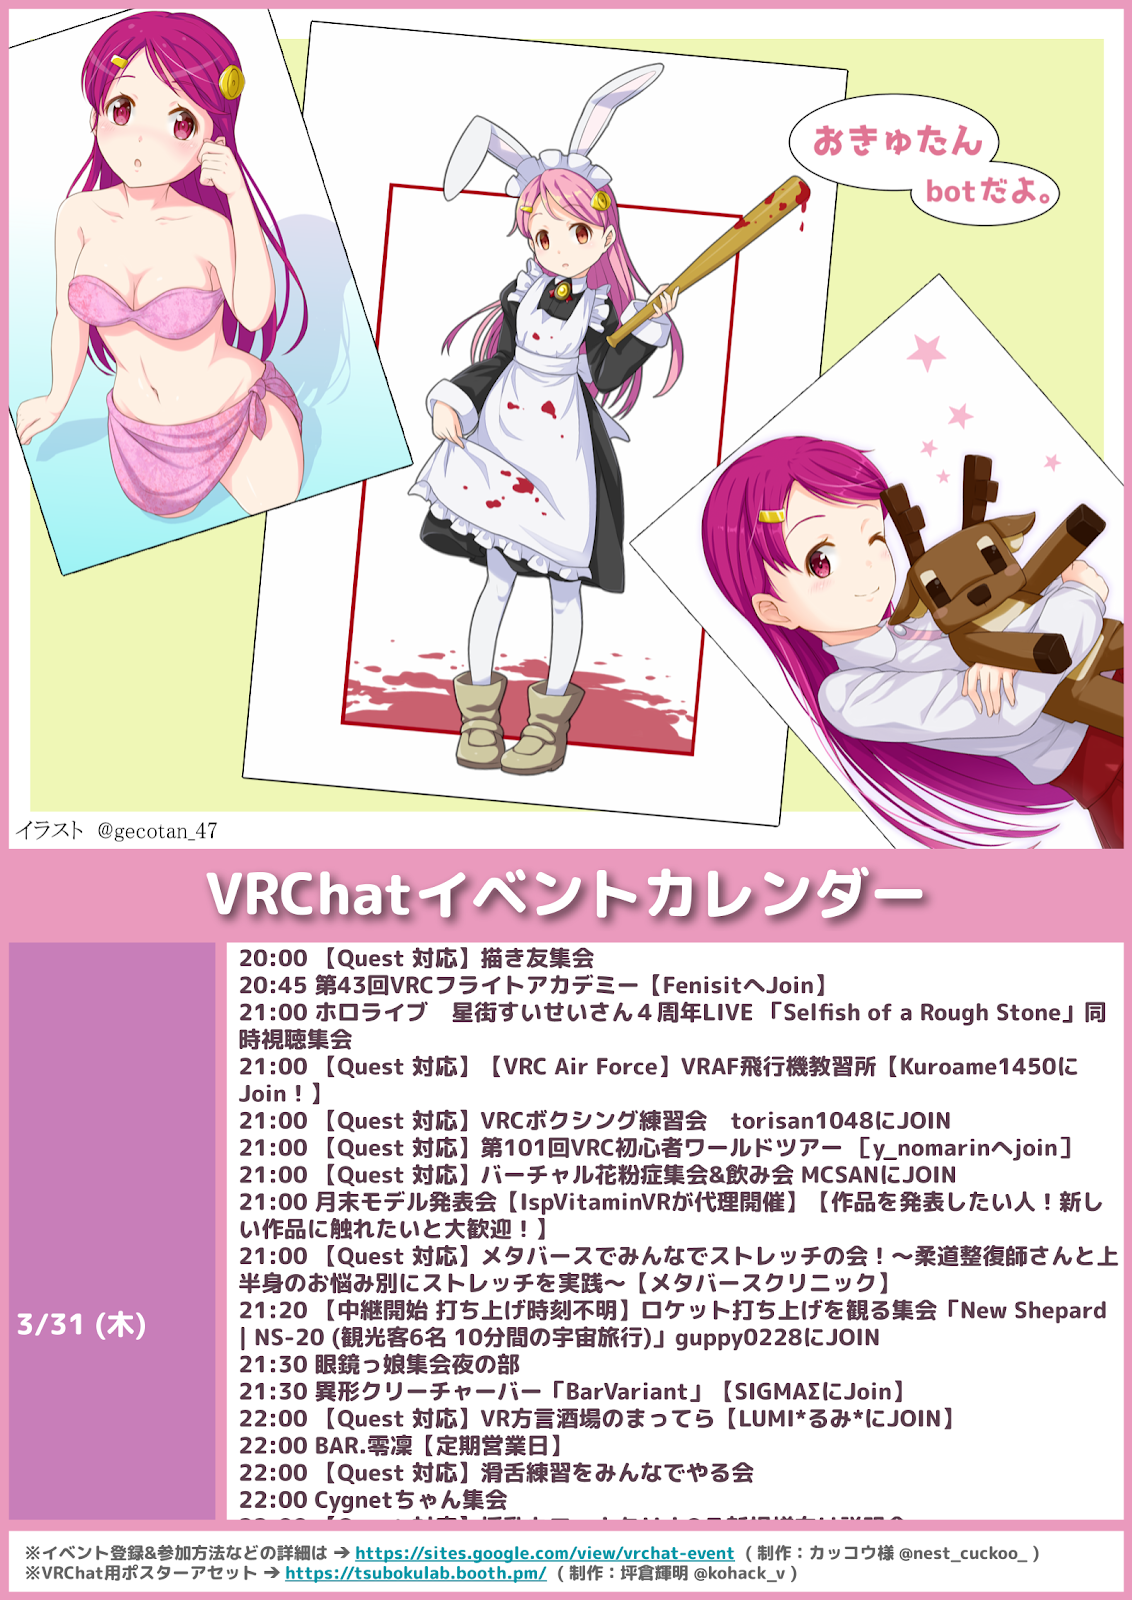 おきゅたん
botだよ。
イラスト @gecotan_47
VRChatイベントカレンダー
3/31 (木)
20:00 【Quest 対応】描き友集会
20:45 第43回VRCフライトアカデミー【FenisitへJoin】
21:00 ホロライブ　星街すいせいさん４周年LIVE 「Selfish of a Rough Stone」同
時視聴集会
21:00 【Quest 対応】【VRC Air Force】VRAF飛行機教習所【Kuroame1450に
Join！】
21:00 【Quest 対応】VRCボクシング練習会　torisan1048にJOIN
21:00 【Quest 対応】第101回VRC初心者ワールドツアー ［y_nomarinへjoin］
21:00 【Quest 対応】バーチャル花粉症集会&飲み会 MCSANにJOIN
21:00 月末モデル発表会【IspVitaminVRが代理開催】【作品を発表したい人！新し
い作品に触れたいと大歓迎！】
21:00 【Quest 対応】メタバースでみんなでストレッチの会！～柔道整復師さんと上
半身のお悩み別にストレッチを実践～【メタバースクリニック】
21:20 【中継開始 打ち上げ時刻不明】ロケット打ち上げを観る集会「New Shepard
| NS-20 (観光客6名 10分間の宇宙旅行)」guppy0228にJOIN
21:30 眼鏡っ娘集会夜の部
21:30 異形クリーチャーバー「BarVariant」【SIGMAΣにJoin】
22:00 【Quest 対応】VR方言酒場のまってら【LUMI*るみ*にJOIN】
22:00 BAR.零凜【定期営業日】
22:00 【Quest 対応】滑舌練習をみんなでやる会
22:00 Cygnetちゃん集会
※イベント登録&参加方法などの詳細は ➔ https://sites.google.com/view/vrchat-event ( 制作：カッコウ様 @nest_cuckoo_ )
※VRChat用ポスターアセット ➔ https://tsubokulab.booth.pm/ ( 制作：坪倉輝明 @kohack_v )